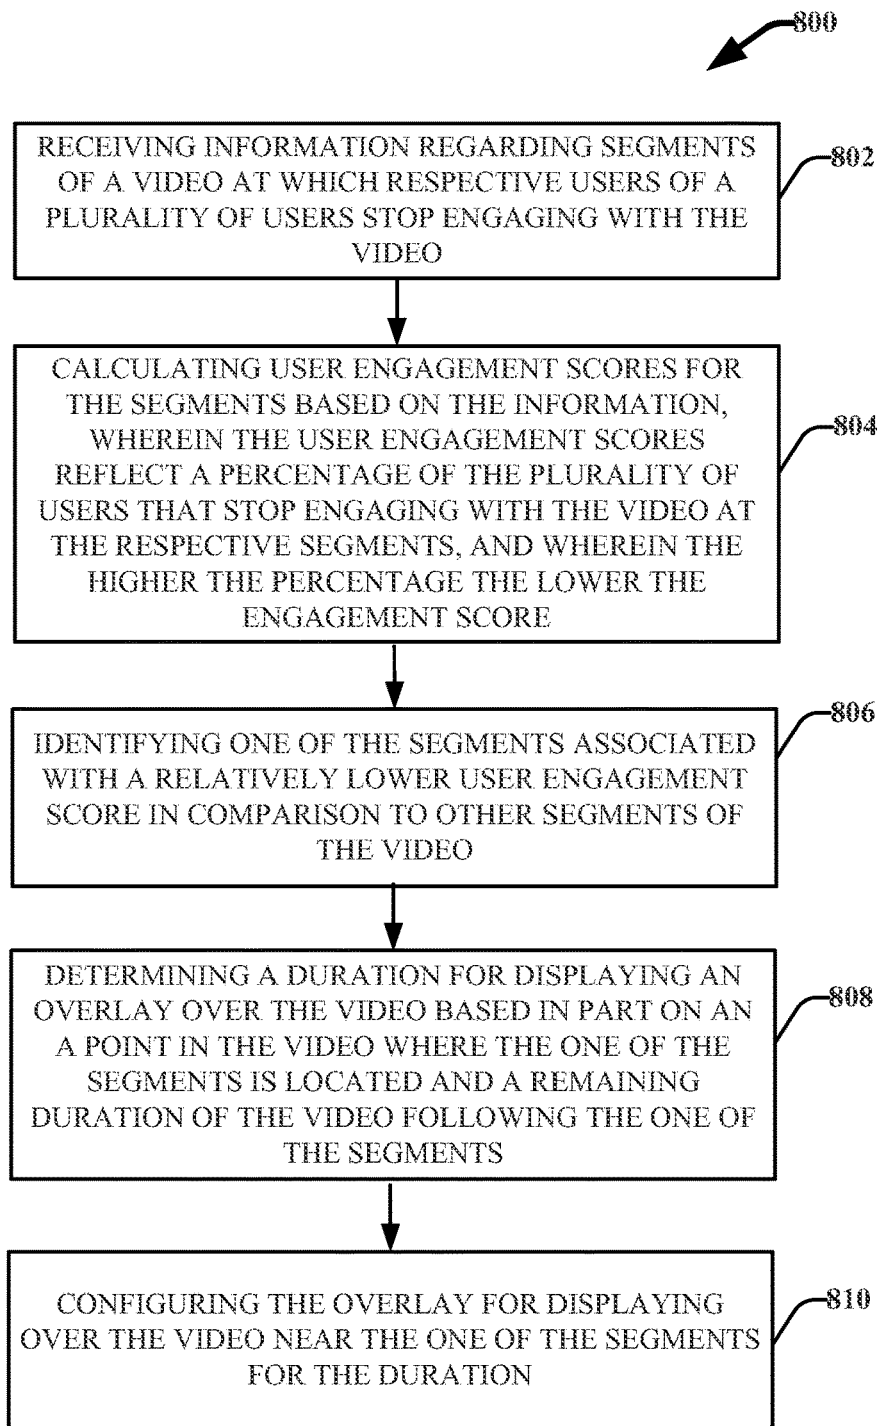 800
RECEIVING INFORMATION REGARDING SEGMENTS
OF A VIDEO AT WHICH RESPECTIVE USERS OF A
PLURALITY OF USERS STOP ENGAGING WITH THE
VIDEO
802
CALCULATING USER ENGAGEMENT SCORES FOR
THE SEGMENTS BASED ON THE INFORMATION,
WHEREIN THE USER ENGAGEMENT SCORES
REFLECT A PERCENTAGE OF THE PLURALITY OF
USERS THAT STOP ENGAGING WITH THE VIDEO AT
THE RESPECTIVE SEGMENTS, AND WHEREIN THE
HIGHER THE PERCENTAGE THE LOWER THE
ENGAGEMENT SCORE
804
IDENTIFYING ONE OF THE SEGMENTS ASSOCIATED
WITH A RELATIVELY LOWER USER ENGAGEMENT
SCORE IN COMPARISON TO OTHER SEGMENTS OF
THE VIDEO
806
DETERMINING A DURATION FOR DISPLAYING AN
OVERLAY OVER THE VIDEO BASED IN PART ON AN
A POINT IN THE VIDEO WHERE THE ONE OF THE
SEGMENTS IS LOCATED AND A REMAINING
DURATION OF THE VIDEO FOLLOWING THE ONE OF
THE SEGMENTS
808
CONFIGURING THE OVERLAY FOR DISPLAYING
OVER THE VIDEO NEAR THE ONE OF THE SEGMENTS
FOR THE DURATION
810